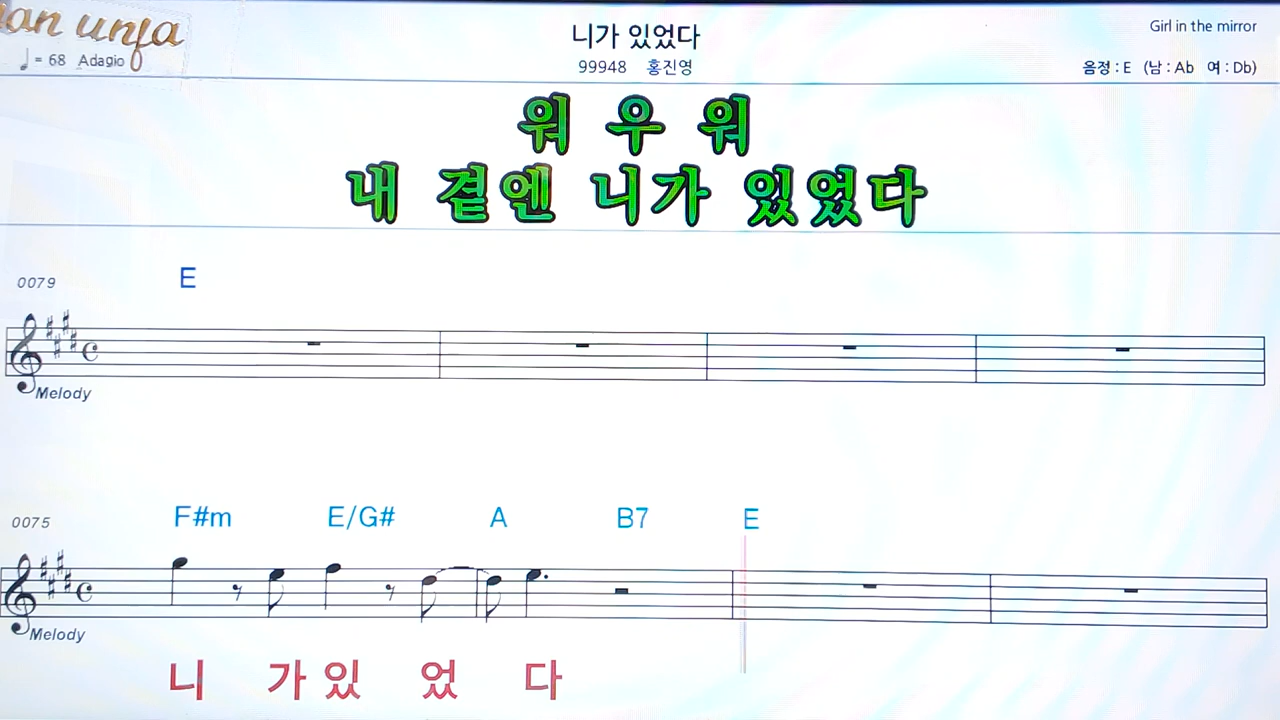 Girl in the mirror
니가 있었다
♩ = 68 Adagio
99948 홍진영
음정 : E (남 : Ab 여 : Db)
워 우 워
내 곁엔 니가 있었다
0079 E
Melody
0075 F#m E/G# A B7 E
Melody
니 가 있 었 다